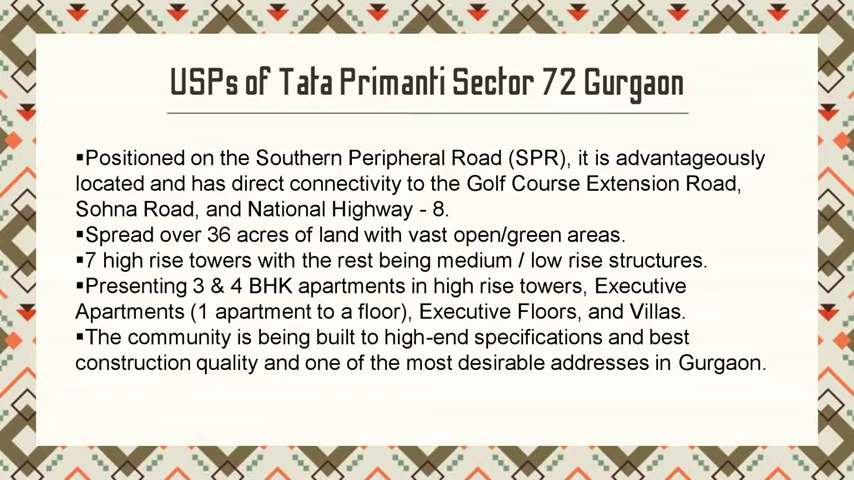 USPs of Tata Primanti Sector 72 Gurgaon
▪Positioned on the Southern Peripheral Road (SPR), it is advantageously
located and has direct connectivity to the Golf Course Extension Road,
Sohna Road, and National Highway - 8.
▪Spread over 36 acres of land with vast open/green areas.
▪7 high rise towers with the rest being medium / low rise structures.
▪Presenting 3 & 4 BHK apartments in high rise towers, Executive
Apartments (1 apartment to a floor), Executive Floors, and Villas.
▪The community is being built to high-end specifications and best
construction quality and one of the most desirable addresses in Gurgaon.